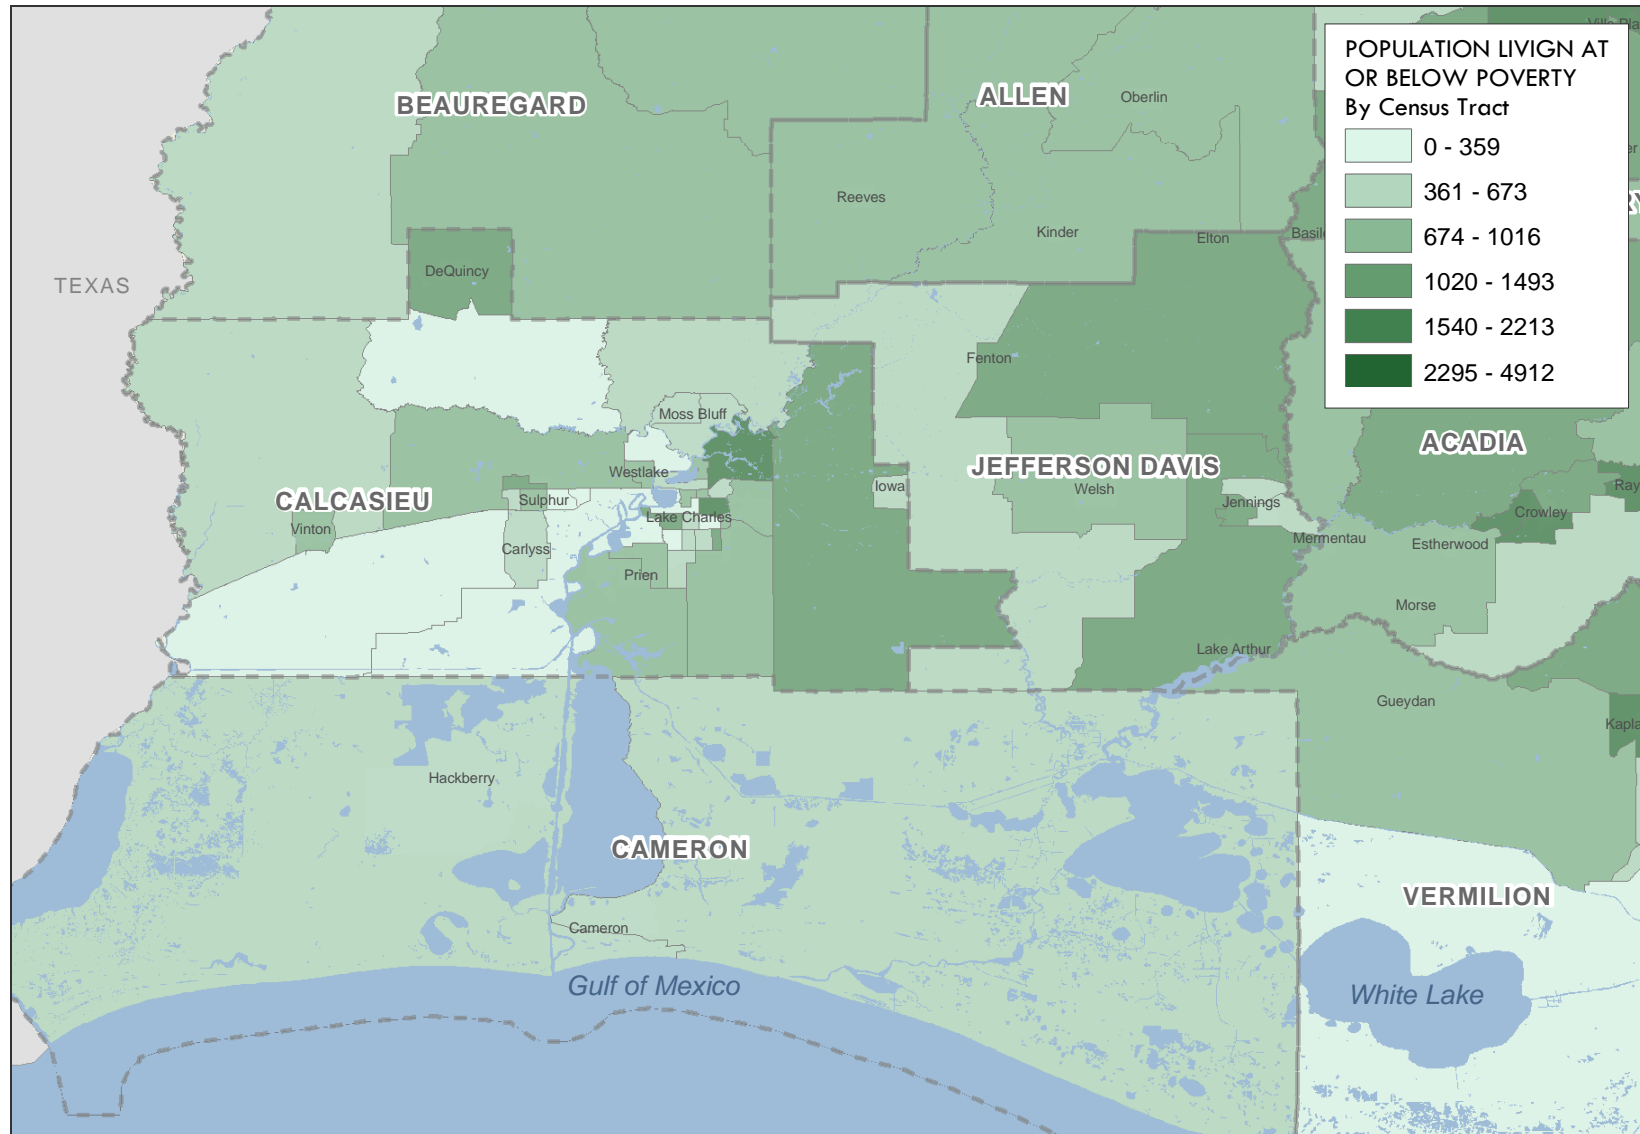 POPULATION LIVIGN AT
OR BELOW POVERTY
By Census Tract
0 - 359
361 - 673
674 - 1016
1020 - 1493
1540 - 2213
2295 - 4912
BEAUREGARD
ALLEN
Oberlin
Reeves
Kinder
Elton
DeQuincy
TEXAS
Fenton
Moss Bluff
ACADIA
Westlake
JEFFERSON DAVIS
Iowa
Welsh
CALCASIEU
Sulphur
Jennings
Crowley
Vinton
Lake Charles
Mermentau
Estherwood
Carlyss
Prien
Morse
Lake Arthur
Gueydan
Hackberry
CAMERON
VERMILION
Cameron
Gulf of Mexico
White Lake